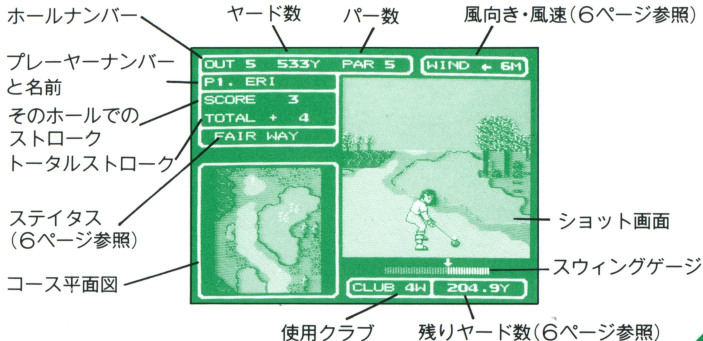 ホールナンバー
ヤード数
パー数
風向き・風速(6ページ参照)
プレーヤーナンバー
と名前
そのホールでの
ストローク
トータルストローク
ステイタス
(6ページ参照)
コース平面図
OUT 5 533Y PAR 5
WIND ← 6M
P1. ERI
SCORE 3
TOTAL + 4
FAIR WAY
CLUB 4W
204.9Y
ショット画面
スウィングゲージ
使用クラブ
残りヤード数(6ページ参照)